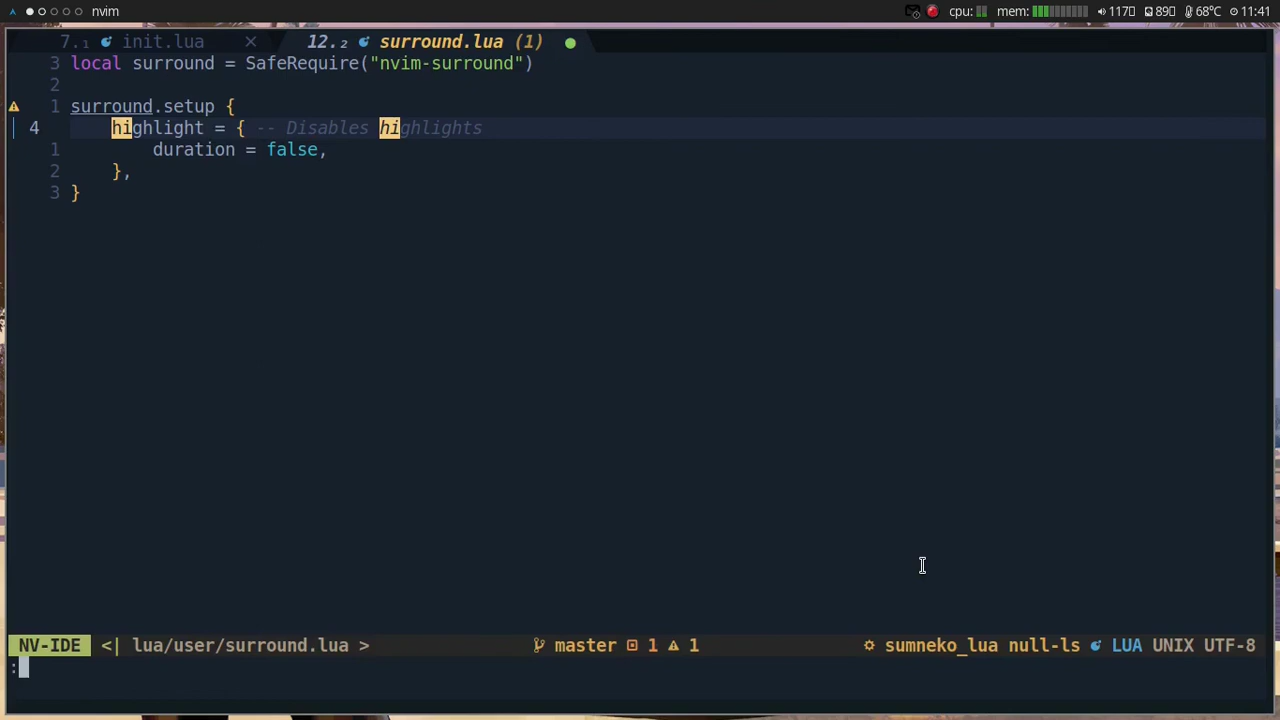 nvim cpu: mem: 117 89 68°C 11:41
7.₁ init.lua × 12.₂ surround.lua (1)
3 local surround = SafeRequire("nvim-surround")
2
1 surround.setup {
4 highlight = { -- Disables highlights
1 duration = false,
2 },
3 }
NV-IDE <| lua/user/surround.lua > master 1 1 sumneko_lua null-ls LUA UNIX UTF-8
: